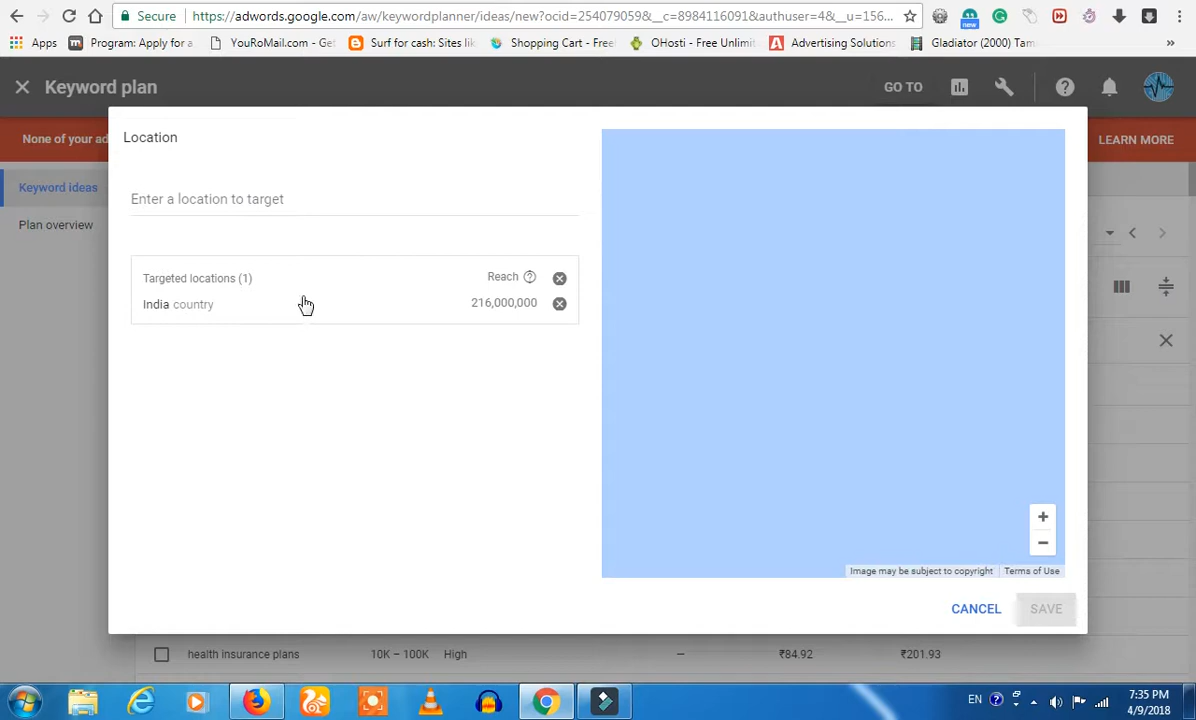 Secure
https://adwords.google.com/aw/keywordplanner/ideas/new?ocid=254079059&__c=8984116091&authuser=4&__u=156...
new
Apps
Program: Apply for a
YouRoMail.com - Ge
Surf for cash: Sites lik
Shopping Cart - Free
OHosti - Free Unlimit
Advertising Solutions
Gladiator (2000) Tam
»
Keyword plan
GO TO
None of your ad
LEARN MORE
Keyword ideas
Plan overview
Location
Enter a location to target
Targeted locations (1)
Reach
India country
216,000,000
Image may be subject to copyright
Terms of Use
CANCEL
SAVE
health insurance plans
10K – 100K
High
–
₹84.92
₹201.93
EN
7:35 PM
4/9/2018